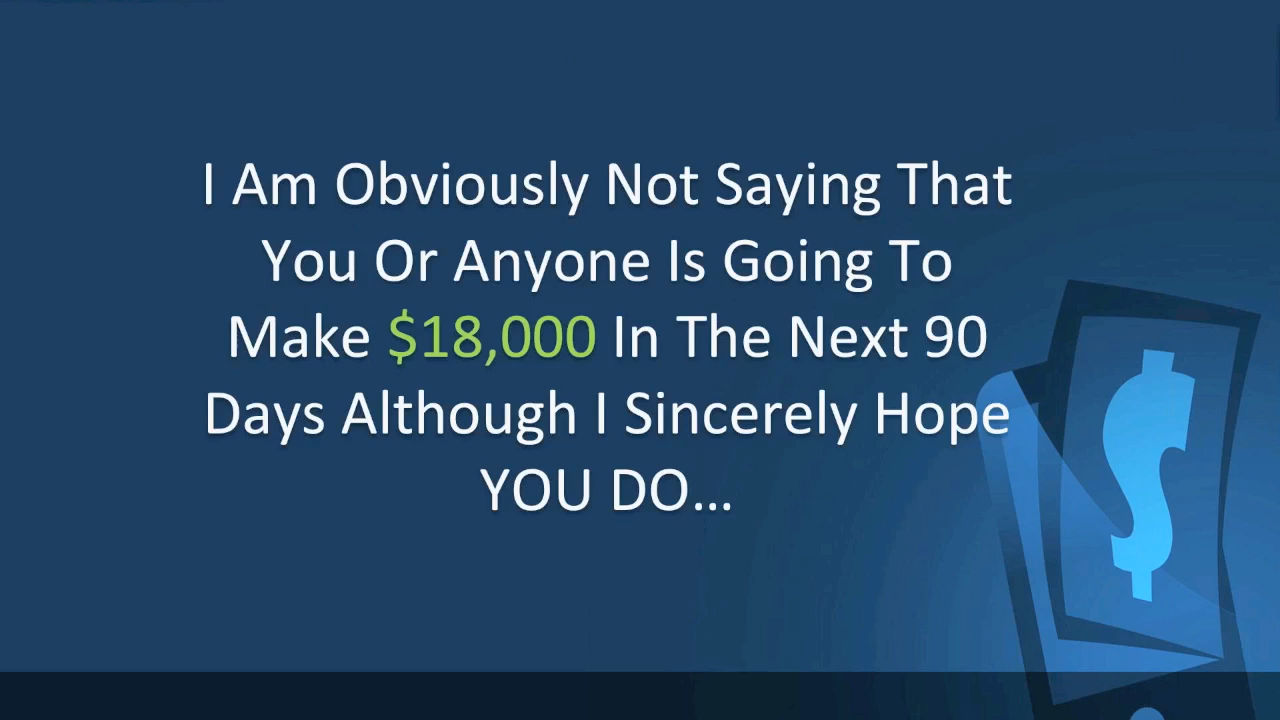 I Am Obviously Not Saying That
You Or Anyone Is Going To
Make $18,000 In The Next 90
Days Although I Sincerely Hope
YOU DO...